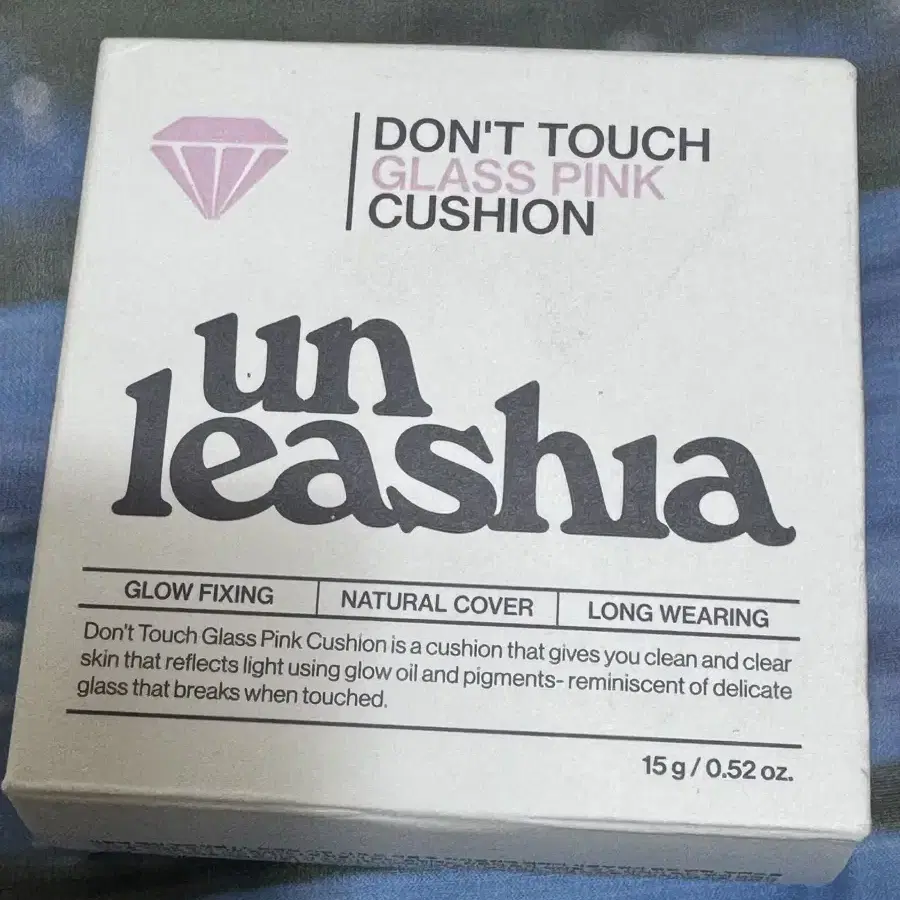 DON'T TOUCH
GLASS PINK
CUSHION
un
leashia
GLOW FIXING
NATURAL COVER
LONG WEARING
Don't Touch Glass Pink Cushion is a cushion that gives you clean and clear
skin that reflects light using glow oil and pigments- reminiscent of delicate
glass that breaks when touched.
15 g / 0.52 oz.